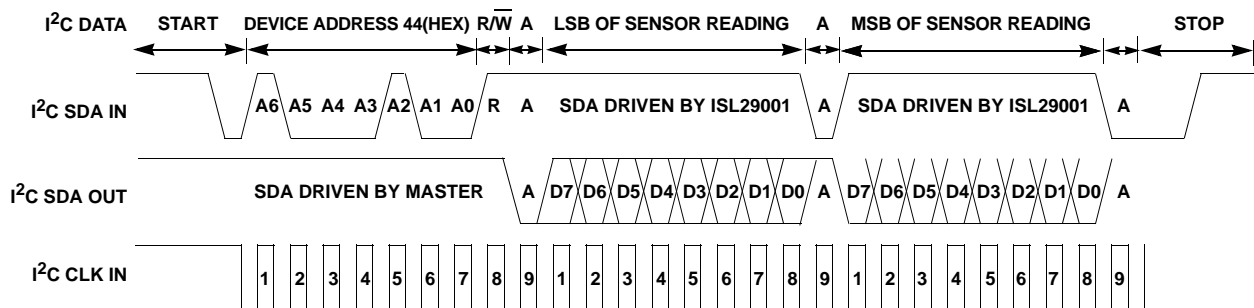 I²C DATA START DEVICE ADDRESS 44(HEX) R/W̅ A LSB OF SENSOR READING A MSB OF SENSOR READING STOP
I²C SDA IN A6 A5 A4 A3 A2 A1 A0 R A SDA DRIVEN BY ISL29001 A SDA DRIVEN BY ISL29001 A
I²C SDA OUT SDA DRIVEN BY MASTER A D7 D6 D5 D4 D3 D2 D1 D0 A D7 D6 D5 D4 D3 D2 D1 D0 A
I²C CLK IN 1 2 3 4 5 6 7 8 9 1 2 3 4 5 6 7 8 9 1 2 3 4 5 6 7 8 9